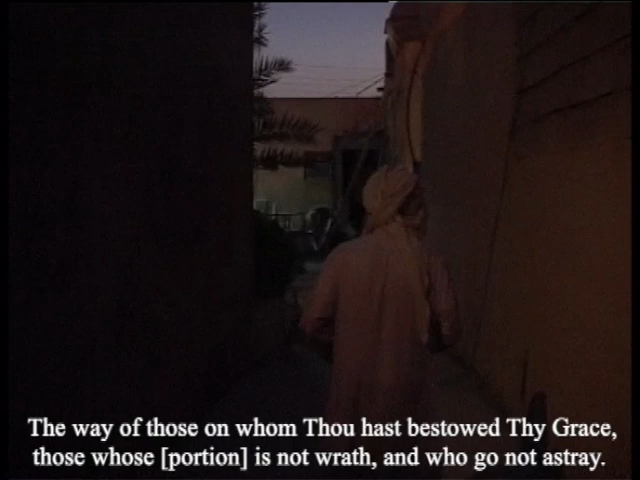 The way of those on whom Thou hast bestowed Thy Grace,
those whose [portion] is not wrath, and who go not astray.